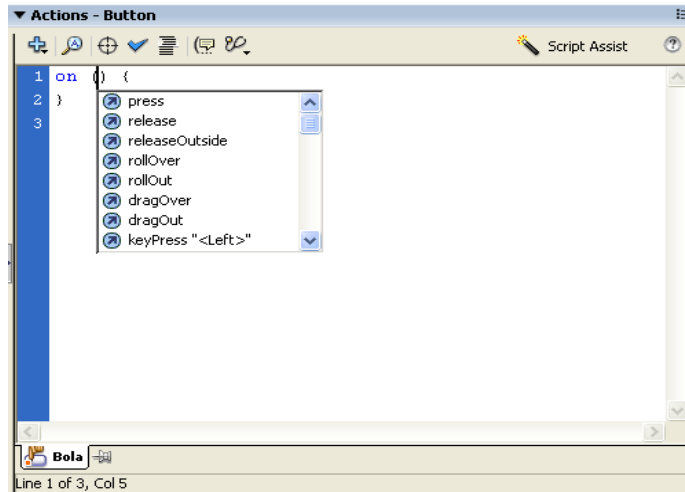 Actions - Button
Script Assist
1 on () {
2 }
3
press
release
releaseOutside
rollOver
rollOut
dragOver
dragOut
keyPress "<Left>"
Bola
Line 1 of 3, Col 5